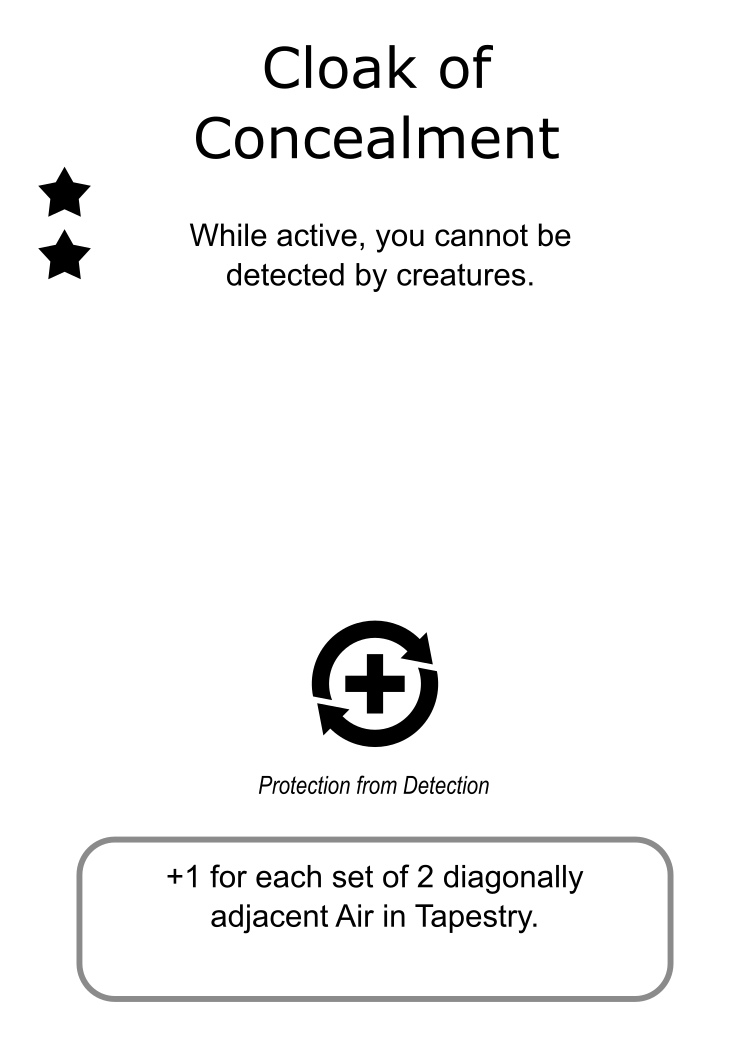 Cloak of
Concealment
While active, you cannot be
detected by creatures.
Protection from Detection
+1 for each set of 2 diagonally
adjacent Air in Tapestry.